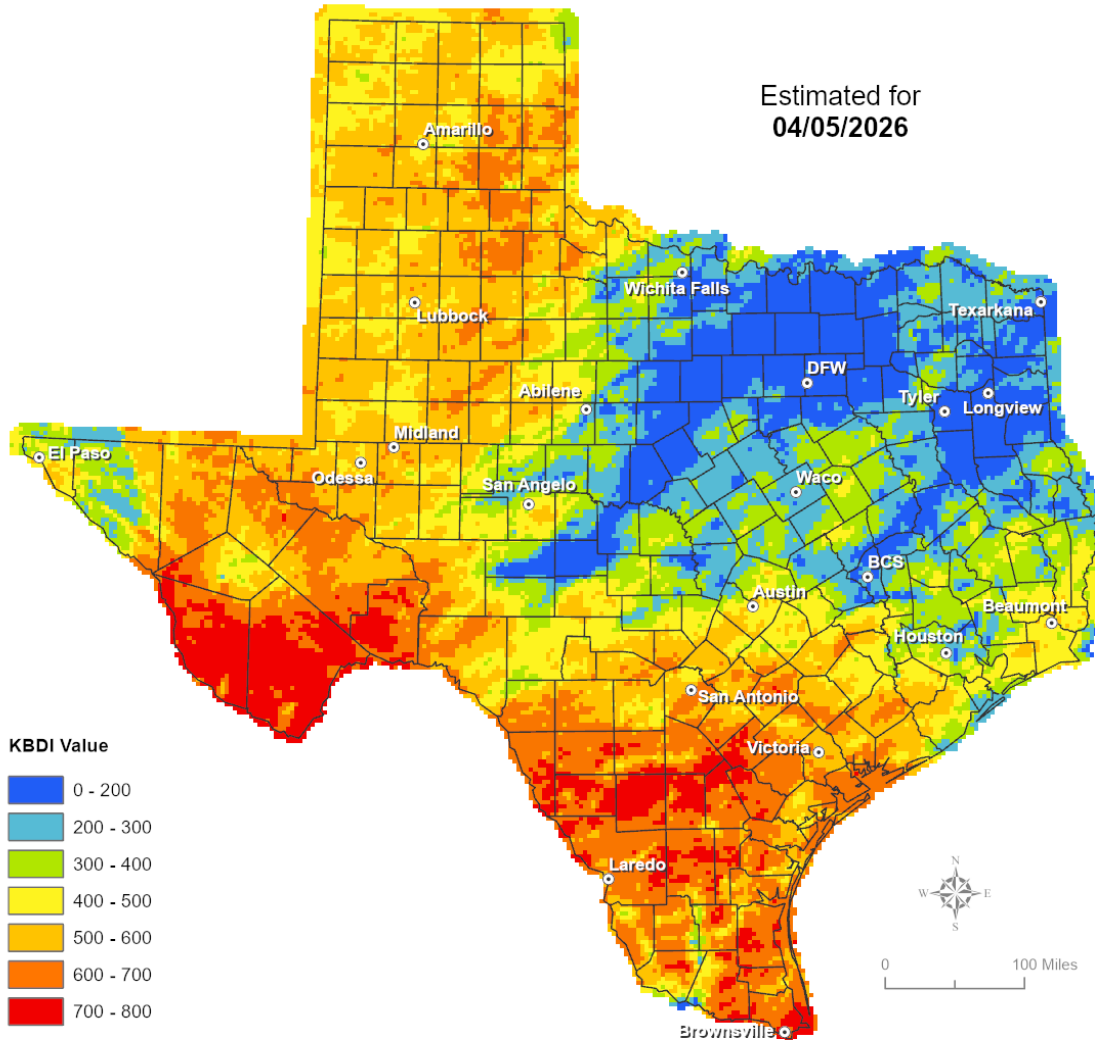 Estimated for
04/05/2026
Amarillo
Wichita Falls
Lubbock
Texarkana
DFW
Abilene
Tyler
Longview
Midland
El Paso
Odessa
San Angelo
Waco
BCS
Austin
Beaumont
Houston
San Antonio
Victoria
Laredo
Brownsville
KBDI Value
0 - 200
200 - 300
300 - 400
400 - 500
500 - 600
600 - 700
700 - 800
N
W E
S
0 100 Miles